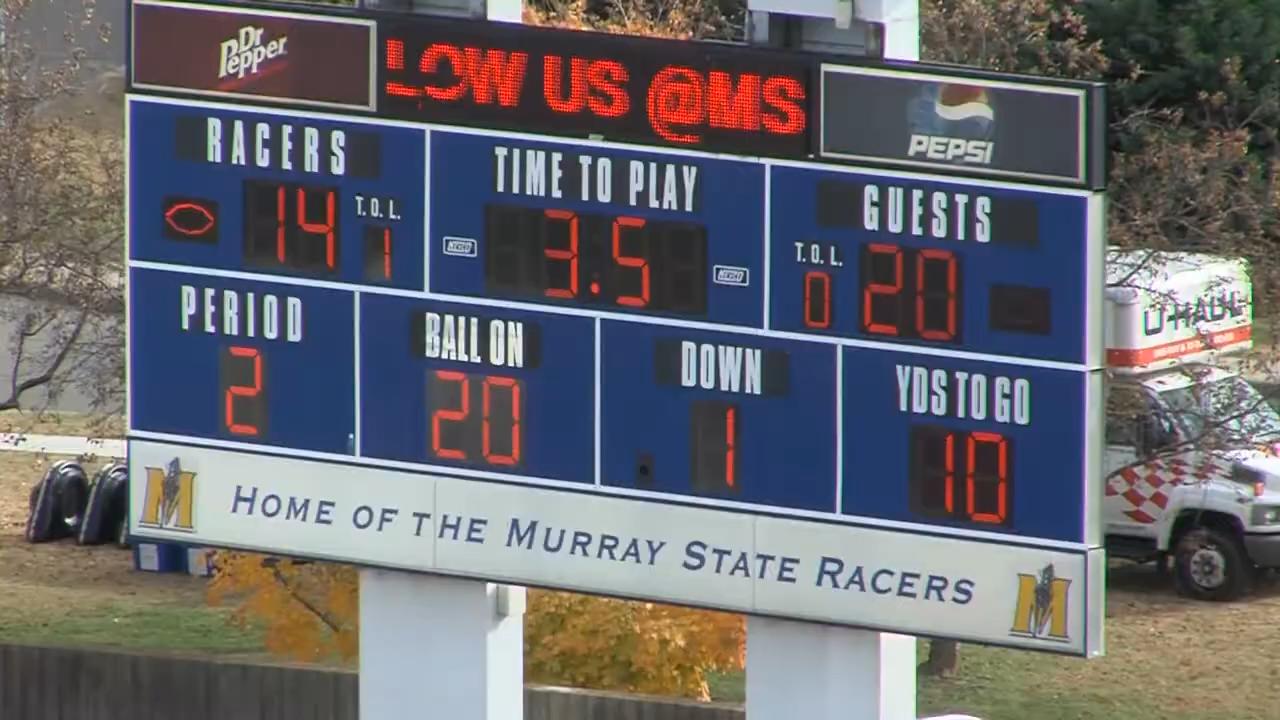 Dr Pepper
LOW US @MS
PEPSI
RACERS
14
T.O.L.
1
TIME TO PLAY
3.5
GUESTS
T.O.L.
0
20
PERIOD
2
BALL ON
20
DOWN
1
YDS TO GO
10
HOME OF THE MURRAY STATE RACERS
M
M
U-HAUL